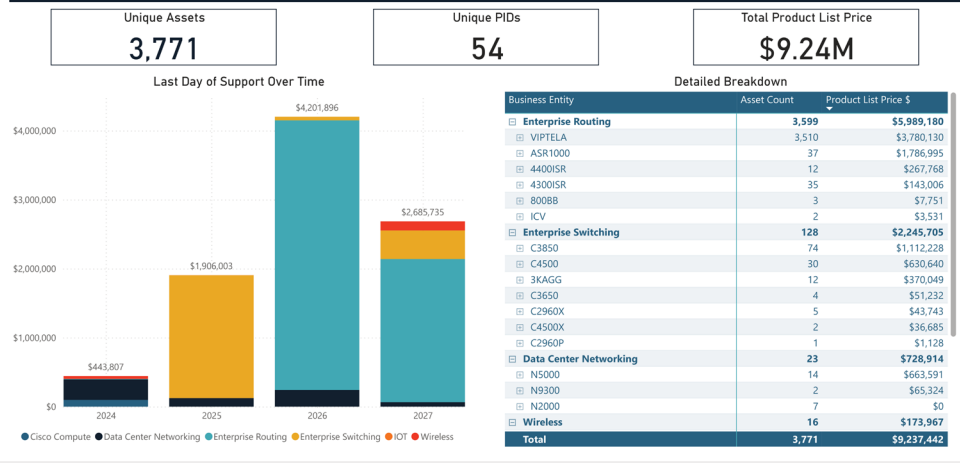 Unique Assets
3,771
Unique PIDs
54
Total Product List Price
$9.24M
Last Day of Support Over Time
$4,000,000
$3,000,000
$2,000,000
$1,000,000
$0
$443,807
$1,906,003
$4,201,896
$2,685,735
2024 2025 2026 2027
Cisco Compute Data Center Networking Enterprise Routing Enterprise Switching IOT Wireless
Detailed Breakdown
Business Entity Asset Count Product List Price $
Enterprise Routing 3,599 $5,989,180
VIPTELA 3,510 $3,780,130
ASR1000 37 $1,786,995
4400ISR 12 $267,768
4300ISR 35 $143,006
800BB 3 $7,751
ICV 2 $3,531
Enterprise Switching 128 $2,245,705
C3850 74 $1,112,228
C4500 30 $630,640
3KAGG 12 $370,049
C3650 4 $51,232
C2960X 5 $43,743
C4500X 2 $36,685
C2960P 1 $1,128
Data Center Networking 23 $728,914
N5000 14 $663,591
N9300 2 $65,324
N2000 7 $0
Wireless 16 $173,967
Total 3,771 $9,237,442